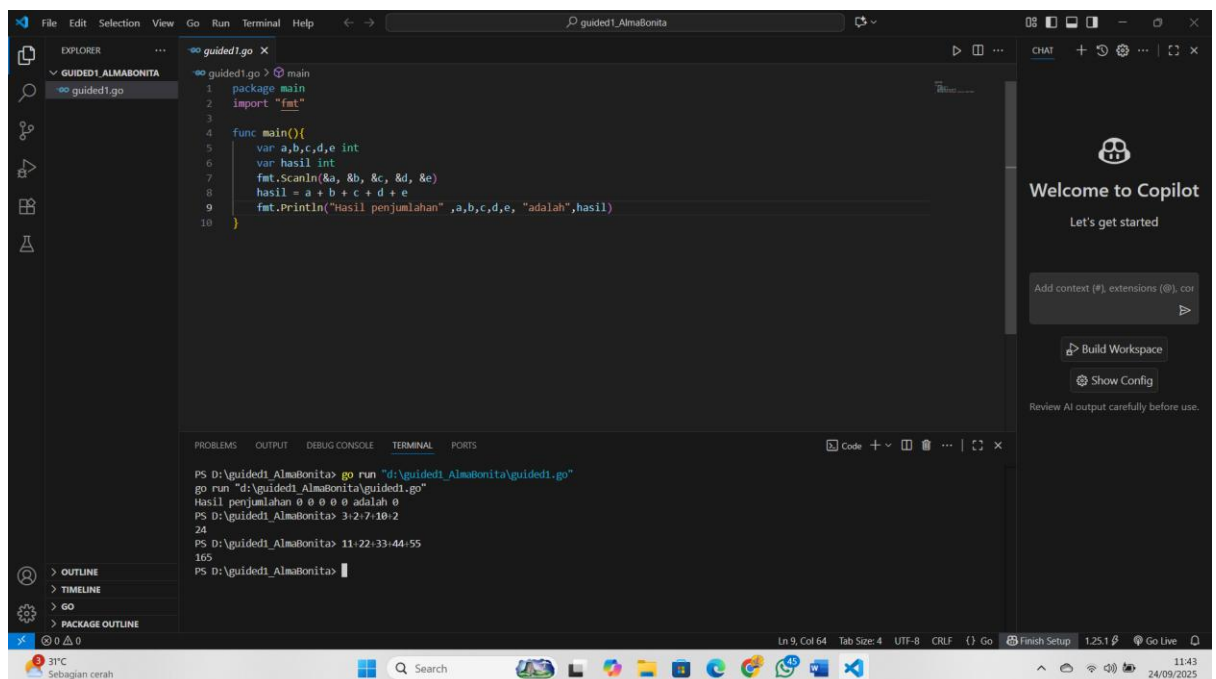 File Edit Selection View Go Run Terminal Help
guided1_AlmaBonita
EXPLORER
GUIDED1_ALMABONITA
guided1.go
OUTLINE
TIMELINE
GO
PACKAGE OUTLINE
guided1.go
guided1.go > main
1 package main
2 import "fmt"
3
4 func main(){
5 var a,b,c,d,e int
6 var hasil int
7 fmt.Scanln(&a, &b, &c, &d, &e)
8 hasil = a + b + c + d + e
9 fmt.Println("Hasil penjumlahan" ,a,b,c,d,e, "adalah",hasil)
10 }
PROBLEMS OUTPUT DEBUG CONSOLE TERMINAL PORTS
Code
PS D:\guided1_AlmaBonita> go run "d:\guided1_AlmaBonita\guided1.go"
go run "d:\guided1_AlmaBonita\guided1.go"
Hasil penjumlahan 0 0 0 0 0 adalah 0
PS D:\guided1_AlmaBonita> 3+2+7+10+2
24
PS D:\guided1_AlmaBonita> 11+22+33+44+55
165
PS D:\guided1_AlmaBonita>
CHAT
Welcome to Copilot
Let's get started
Add context (#), extensions (@), cor
Build Workspace
Show Config
Review AI output carefully before use.
0 0
Ln 9, Col 64 Tab Size: 4 UTF-8 CRLF {} Go Finish Setup 1.25.1 Go Live
3
31°C
Sebagian cerah
Search
45
11:43
24/09/2025